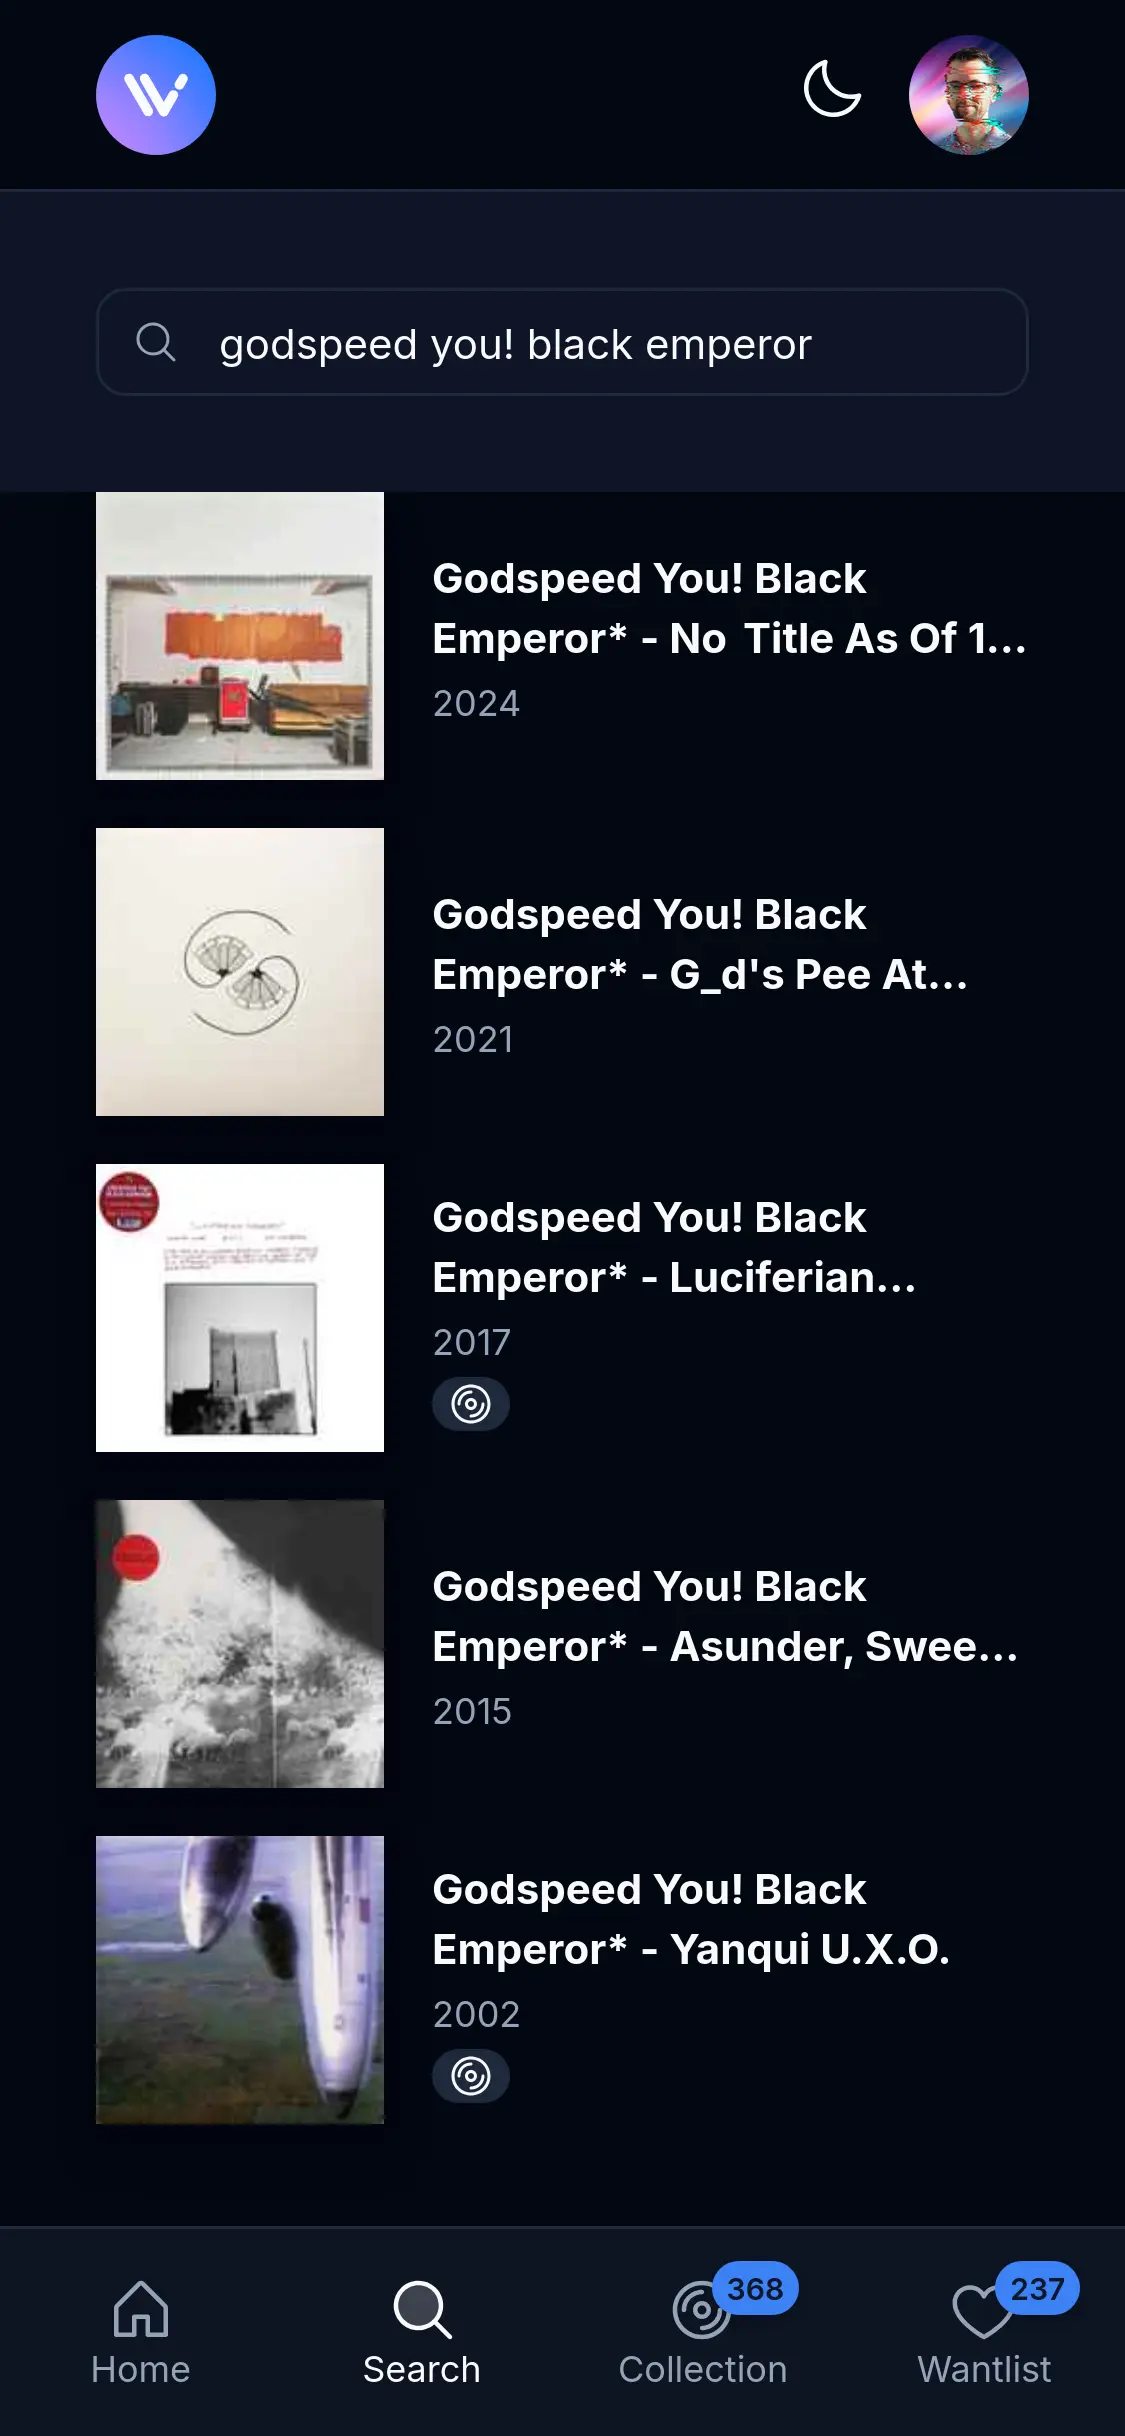 godspeed you! black emperor
Godspeed You! Black
Emperor* - No  Title As Of 1...
2024
Godspeed You! Black
Emperor* - G_d's Pee At...
2021
Godspeed You! Black
Emperor* - Luciferian...
2017
Godspeed You! Black
Emperor* - Asunder, Swee...
2015
Godspeed You! Black
Emperor* - Yanqui U.X.O.
2002
368
237
Home
Search
Collection
Wantlist